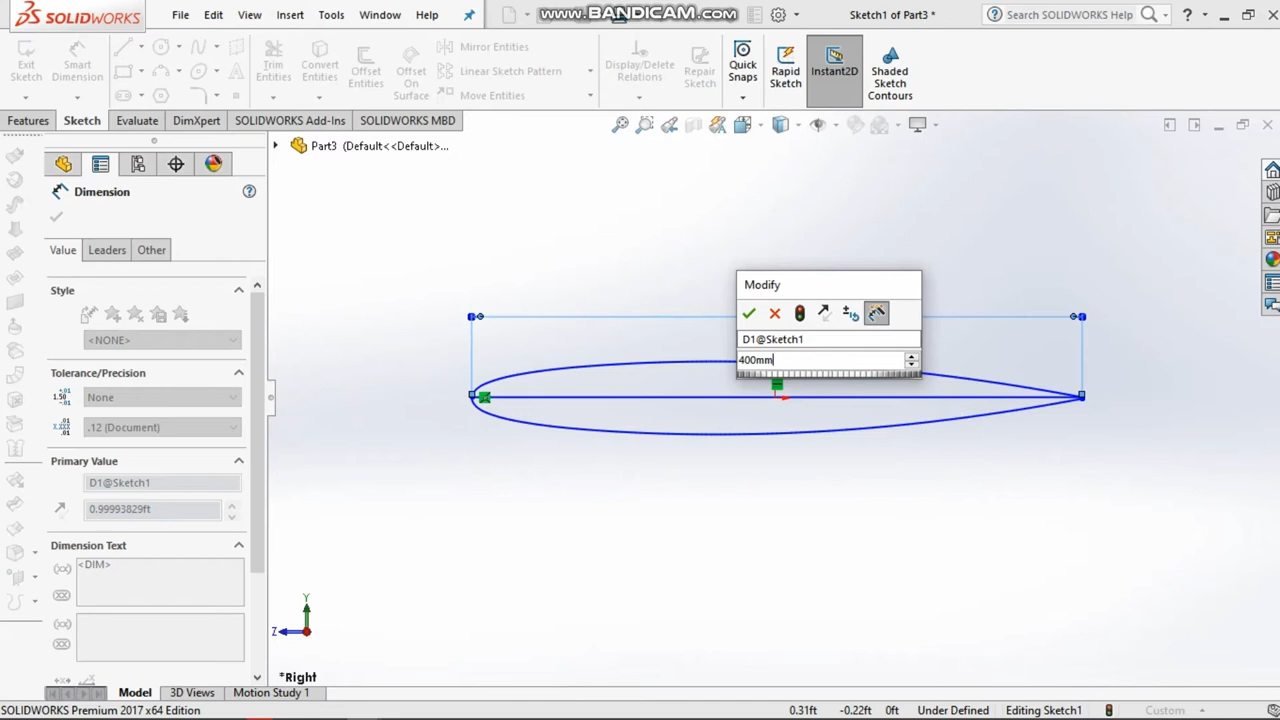 SOLIDWORKS File Edit View Insert Tools Window Help www.BANDICAM.com Sketch1 of Part3 * Search SOLIDWORKS Help ?
Exit Sketch
Smart Dimension
Trim Entities
Convert Entities
Offset Entities
Offset On Surface
Mirror Entities
Linear Sketch Pattern
Move Entities
Display/Delete Relations
Repair Sketch
Quick Snaps
Rapid Sketch
Instant2D
Shaded Sketch Contours
Features Sketch Evaluate DimXpert SOLIDWORKS Add-Ins SOLIDWORKS MBD
Part3 (Default<<Default>...
Dimension
Value Leaders Other
Style
<NONE>
Tolerance/Precision
1.50 +.01 -.01 None
.12 (Document)
Primary Value
D1@Sketch1
0.99993829ft
Dimension Text
<DIM>
Modify
D1@Sketch1
400mm
Y
Z
*Right
Model 3D Views Motion Study 1
SOLIDWORKS Premium 2017 x64 Edition 0.31ft -0.22ft 0ft Under Defined Editing Sketch1 Custom